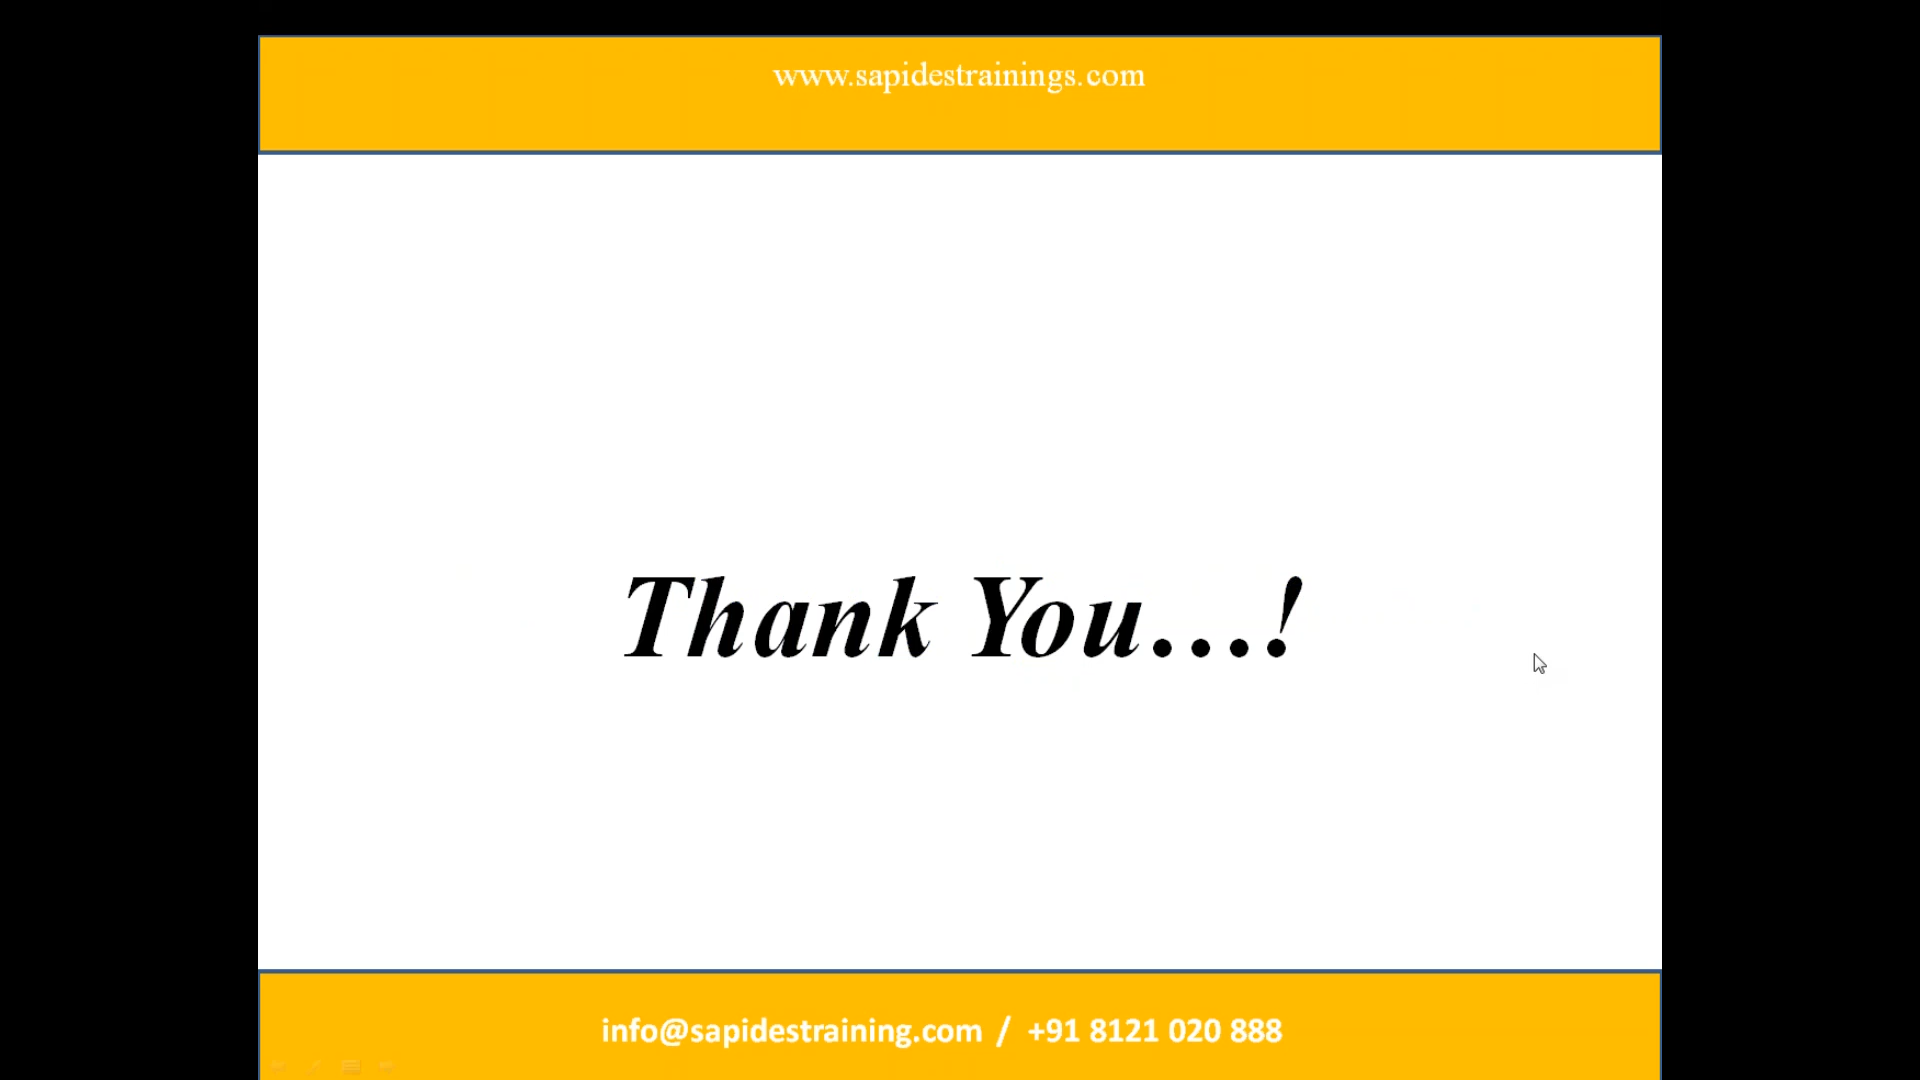 www.sapidestrainings.com
Thank You...!
info@sapidestraining.com / +91 8121 020 888